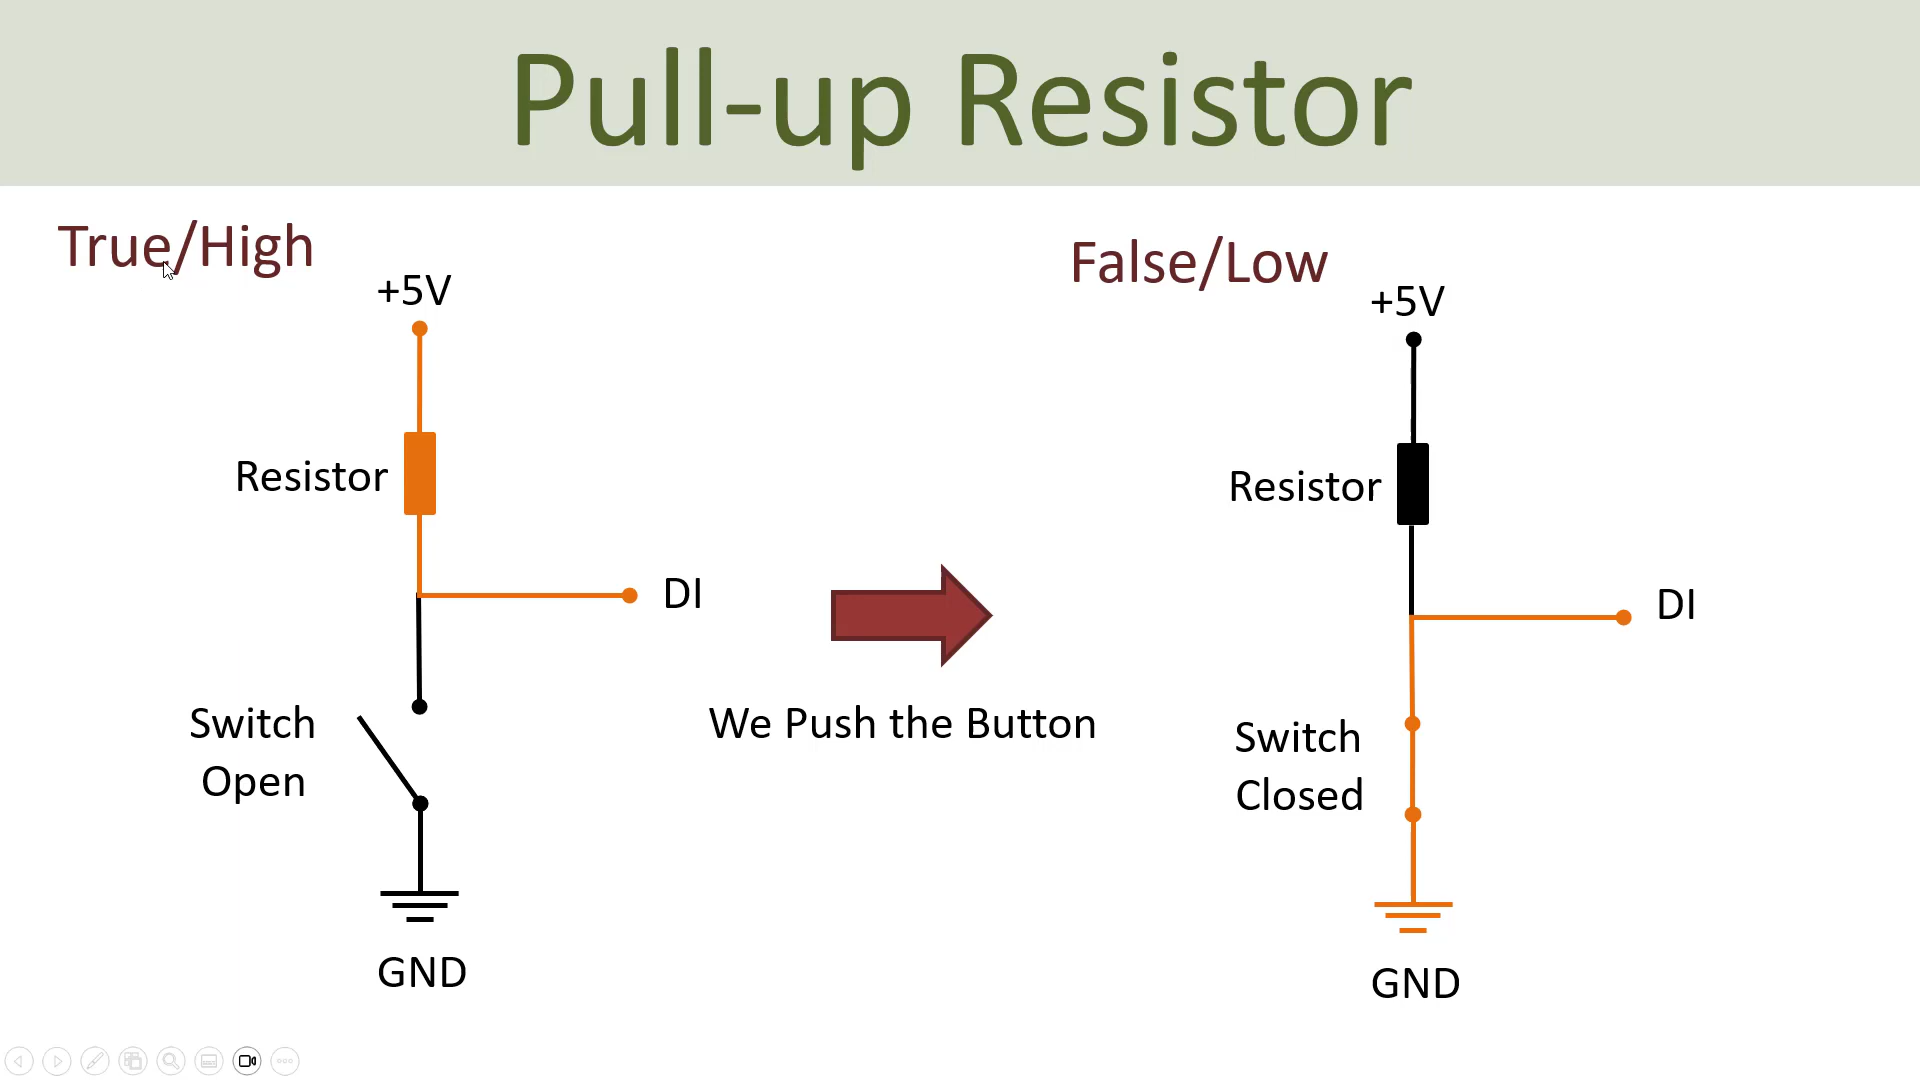 Pull-up Resistor
True/High
+5V
Resistor
DI
Switch
Open
GND
We Push the Button
False/Low
+5V
Resistor
DI
Switch
Closed
GND